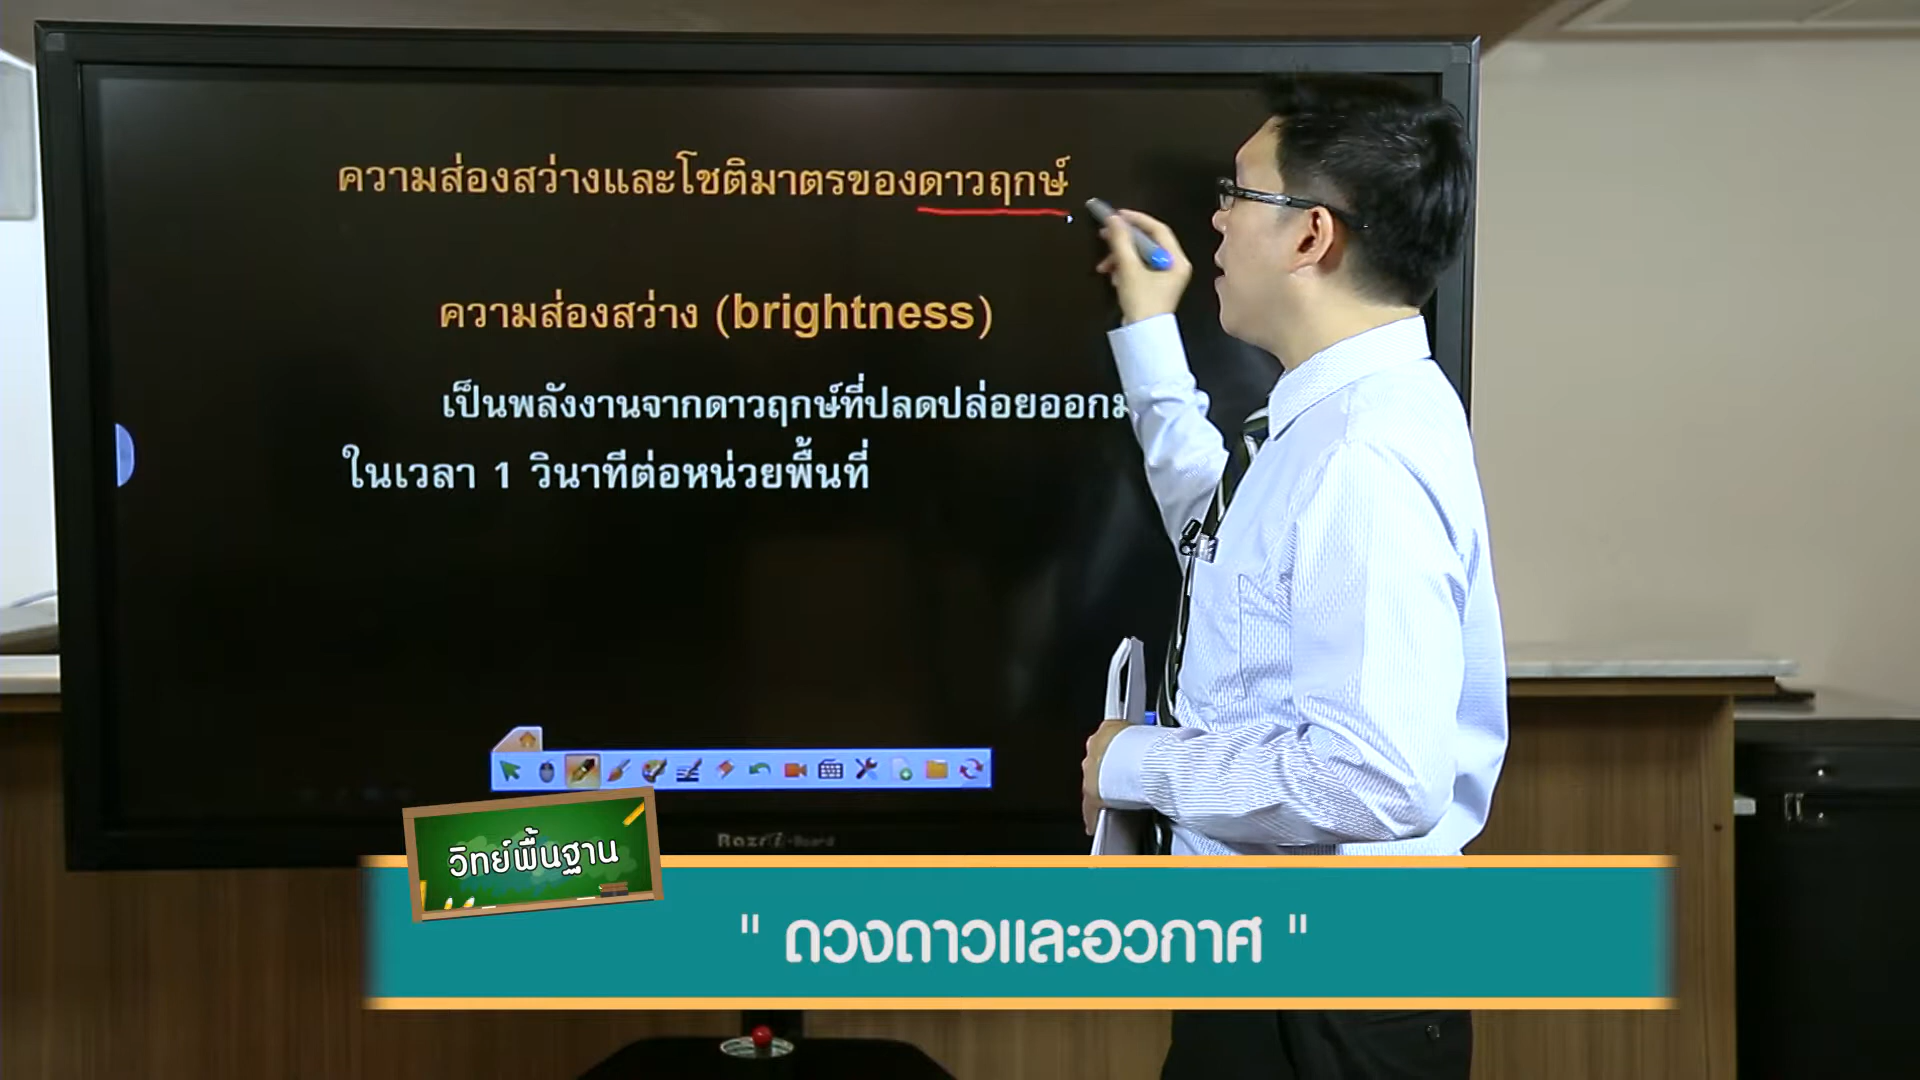 ความส่องสว่างและโชติมาตรของดาวฤกษ์
ความส่องสว่าง (brightness)
เป็นพลังงานจากดาวฤกษ์ที่ปลดปล่อยออกม
ในเวลา 1 วินาทีต่อหน่วยพื้นที่
วิทย์พื้นฐาน
" ดวงดาวและอวกาศ "